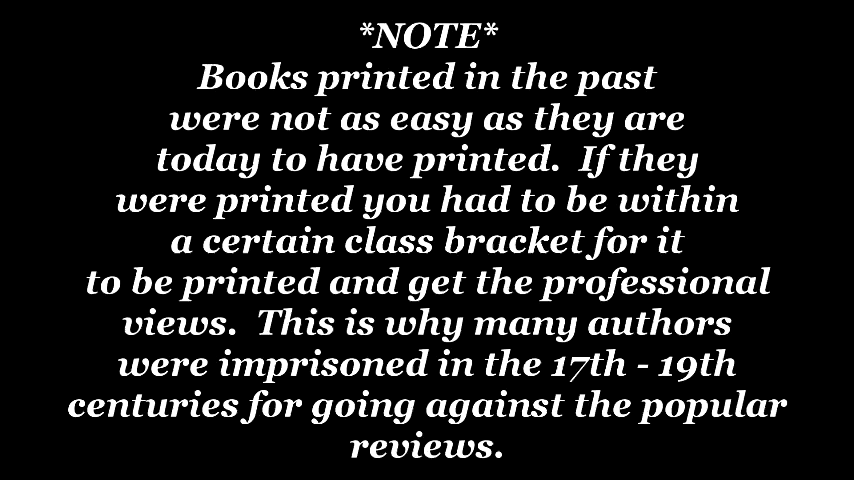 *NOTE*
Books printed in the past
were not as easy as they are
today to have printed.  If they
were printed you had to be within
a certain class bracket for it
to be printed and get the professional
views.  This is why many authors
were imprisoned in the 17th - 19th
centuries for going against the popular
reviews.